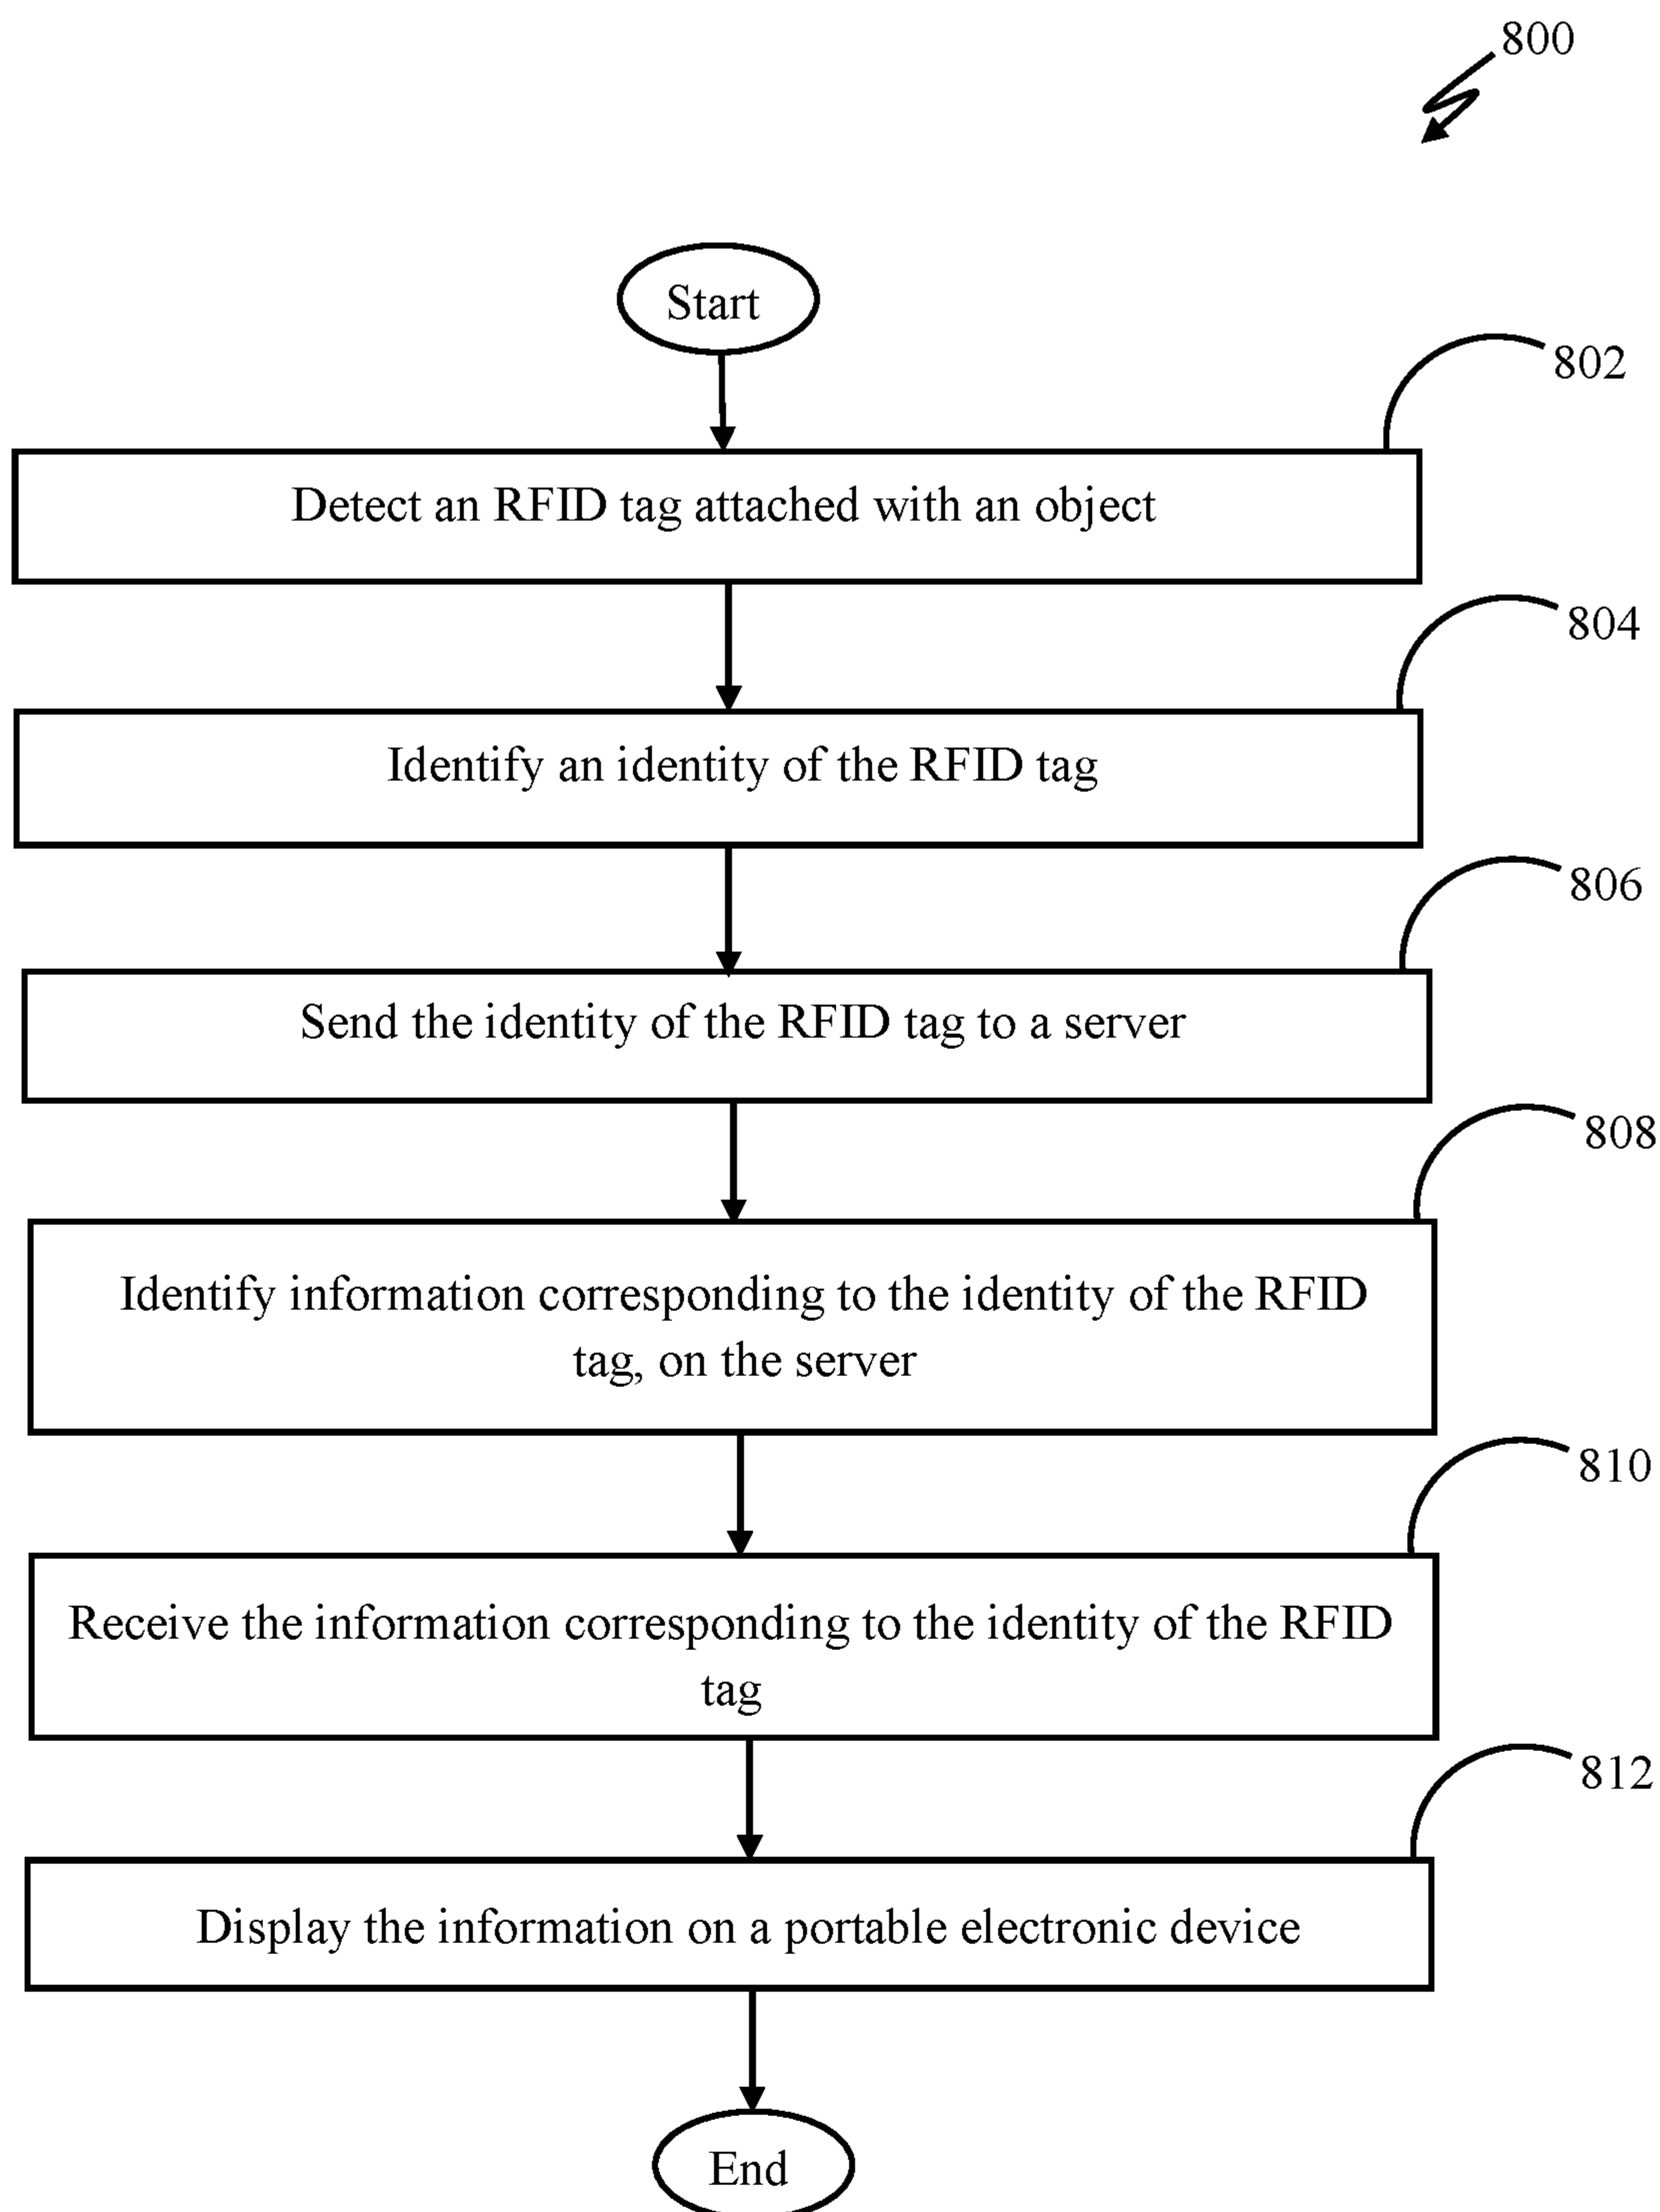 800
Start
802
Detect an RFID tag attached with an object
804
Identify an identity of the RFID tag
806
Send the identity of the RFID tag to a server
808
Identify information corresponding to the identity of the RFID
tag, on the server
810
Receive the information corresponding to the identity of the RFID
tag
812
Display the information on a portable electronic device
End